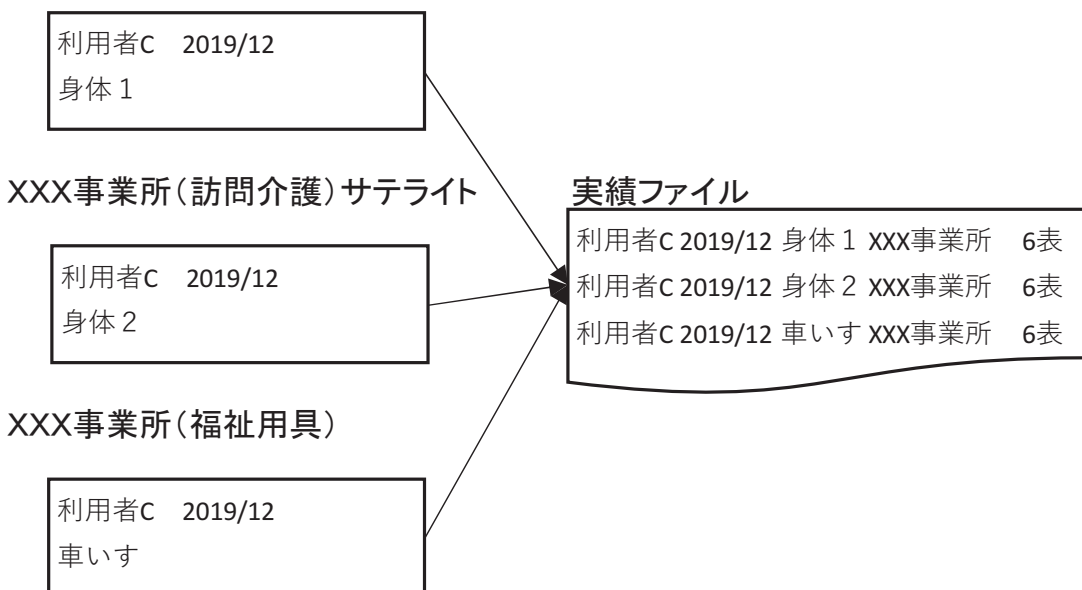 利用者C　2019/12
身体１
XXX事業所（訪問介護）サテライト
利用者C　2019/12
身体２
XXX事業所（福祉用具）
利用者C　2019/12
車いす
実績ファイル
利用者C 2019/12 身体１ XXX事業所　6表
利用者C 2019/12 身体２ XXX事業所　6表
利用者C 2019/12 車いす XXX事業所　6表